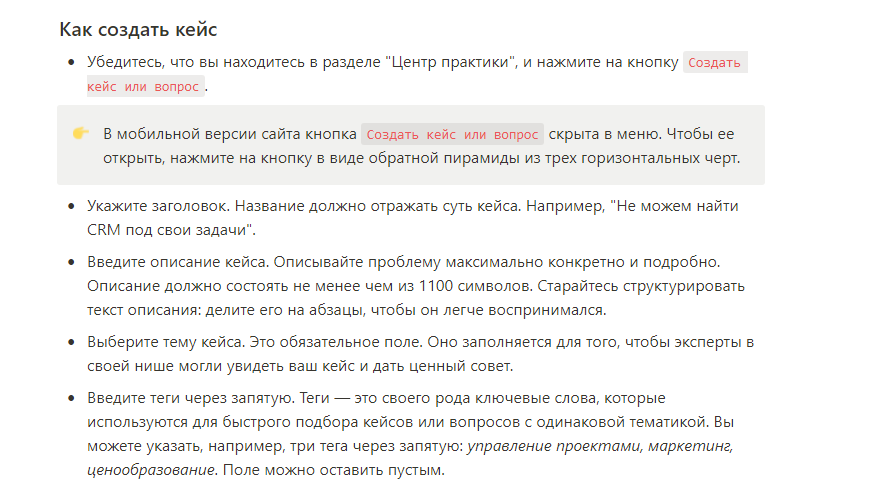 Как создать кейс
• Убедитесь, что вы находитесь в разделе "Центр практики", и нажмите на кнопку Создать
кейс или вопрос.
👉 В мобильной версии сайта кнопка Создать кейс или вопрос скрыта в меню. Чтобы ее
открыть, нажмите на кнопку в виде обратной пирамиды из трех горизонтальных черт.
• Укажите заголовок. Название должно отражать суть кейса. Например, "Не можем найти
CRM под свои задачи".
• Введите описание кейса. Описывайте проблему максимально конкретно и подробно.
Описание должно состоять не менее чем из 1100 символов. Старайтесь структурировать
текст описания: делите его на абзацы, чтобы он легче воспринимался.
• Выберите тему кейса. Это обязательное поле. Оно заполняется для того, чтобы эксперты в
своей нише могли увидеть ваш кейс и дать ценный совет.
• Введите теги через запятую. Теги — это своего рода ключевые слова, которые
используются для быстрого подбора кейсов или вопросов с одинаковой тематикой. Вы
можете указать, например, три тега через запятую: управление проектами, маркетинг,
ценообразование. Поле можно оставить пустым.